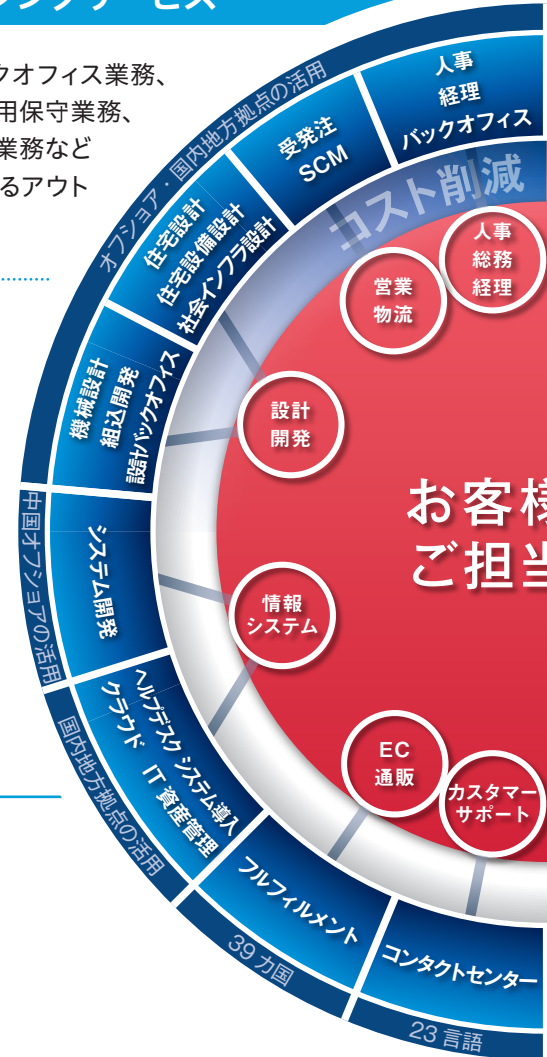 ングサービス
クオフィス業務、
用保守業務、
業務など
るアウト
オフショア・国内地方拠点の活用
人事
経理
バックオフィス
受発注
SCM
住宅設計
住宅設備設計
社会インフラ設計
機械設計
組込開発
設計バックオフィス
中国オフショアの活用
システム開発
国内地方拠点の活用
ヘルプデスク システム導入
クラウド IT 資産管理
フルフィルメント
39 カ国
コンタクトセンター
23 言語
コスト削減
人事
総務
経理
営業
物流
設計
開発
情報
システム
EC
通販
カスタマー
サポート
お客様
ご担当